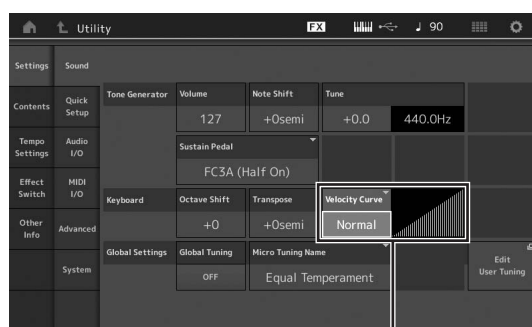 Utility FX 90
Settings Sound
Contents Quick Setup
Tempo Settings Audio I/O
Effect Switch MIDI I/O
Other Info Advanced
System
Tone Generator Volume Note Shift Tune
127 +0semi +0.0 440.0Hz
Sustain Pedal
FC3A (Half On)
Keyboard Octave Shift Transpose Velocity Curve
+0 +0semi Normal
Global Settings Global Tuning Micro Tuning Name
OFF Equal Temperament
Edit User Tuning